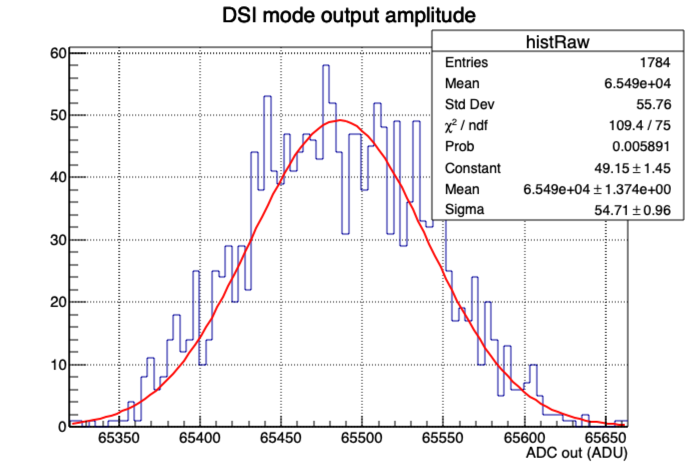 DSI mode output amplitude
histRaw
Entries 1784
Mean 6.549e+04
Std Dev 55.76
χ² / ndf 109.4 / 75
Prob 0.005891
Constant 49.15 ± 1.45
Mean 6.549e+04 ± 1.374e+00
Sigma 54.71 ± 0.96
60
50
40
30
20
10
0
65350 65400 65450 65500 65550 65600 65650
ADC out (ADU)